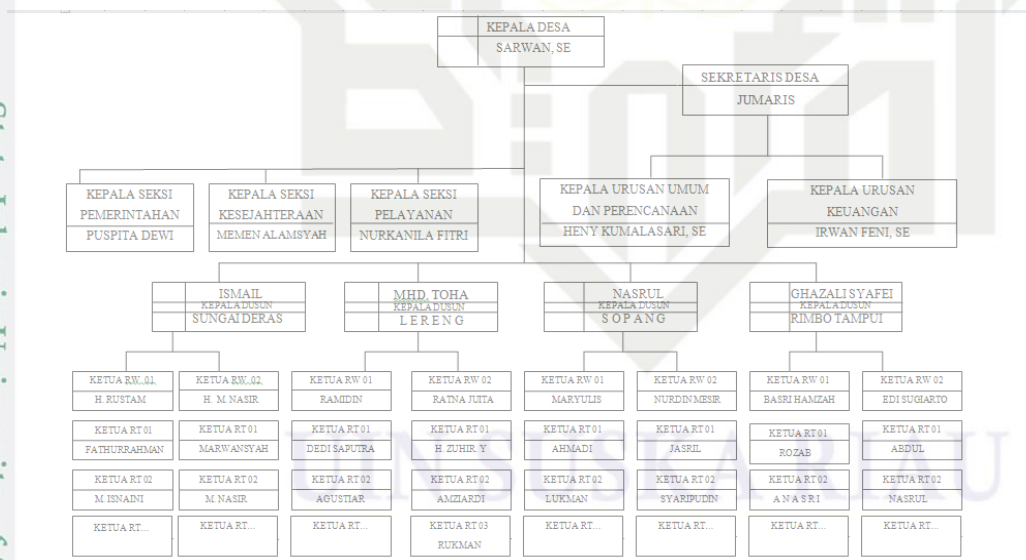 KEPALA DESA
SARWAN, SE
SEKRETARIS DESA
JUMARIS
KEPALA SEKSI
PEMERINTAHAN
PUSPITA DEWI
KEPALA SEKSI
KESEJAHTERAAN
MEMEN ALAMSYAH
KEPALA SEKSI
PELAYANAN
NURKANILA FITRI
KEPALA URUSAN UMUM
DAN PERENCANAAN
HENY KUMALASARI, SE
KEPALA URUSAN
KEUANGAN
IRWAN FENI, SE
ISMAIL
KEPALA DUSUN
SUNGAI DERAS
MHD. TOHA
KEPALA DUSUN
L E R E N G
NASRUL
KEPALA DUSUN
S O P A N G
GHAZALI SYAFEI
KEPALA DUSUN
RIMBO TAMPUI
KETUA RW 01
H. RUSTAM
KETUA RW 02
H. M. NASIR
KETUA RW 01
RAMIDIN
KETUA RW 02
RATNA JUITA
KETUA RW 01
MARYULIS
KETUA RW 02
NURDIN MESIR
KETUA RW 01
BASRI HAMZAH
KETUA RW 02
EDI SUGIARTO
KETUA RT 01
FATHURRAHMAN
KETUA RT 01
MARWANSYAH
KETUA RT 01
DEDI SAPUTRA
KETUA RT 01
H. ZUHIR. Y
KETUA RT 01
AHMADI
KETUA RT 01
JASRIL
KETUA RT 01
ROZAB
KETUA RT 01
ABDUL
KETUA RT 02
M. ISNAINI
KETUA RT 02
M. NASIR
KETUA RT 02
AGUSTIAR
KETUA RT 02
AMZIARDI
KETUA RT 02
LUKMAN
KETUA RT 02
SYARIPUDIN
KETUA RT 02
A N A S R I
KETUA RT 02
NASRUL
KETUA RT...
KETUA RT...
KETUA RT...
KETUA RT 03
RUKMAN
KETUA RT...
KETUA RT...
KETUA RT...
KETUA RT...
UIN SUSKA RIAU